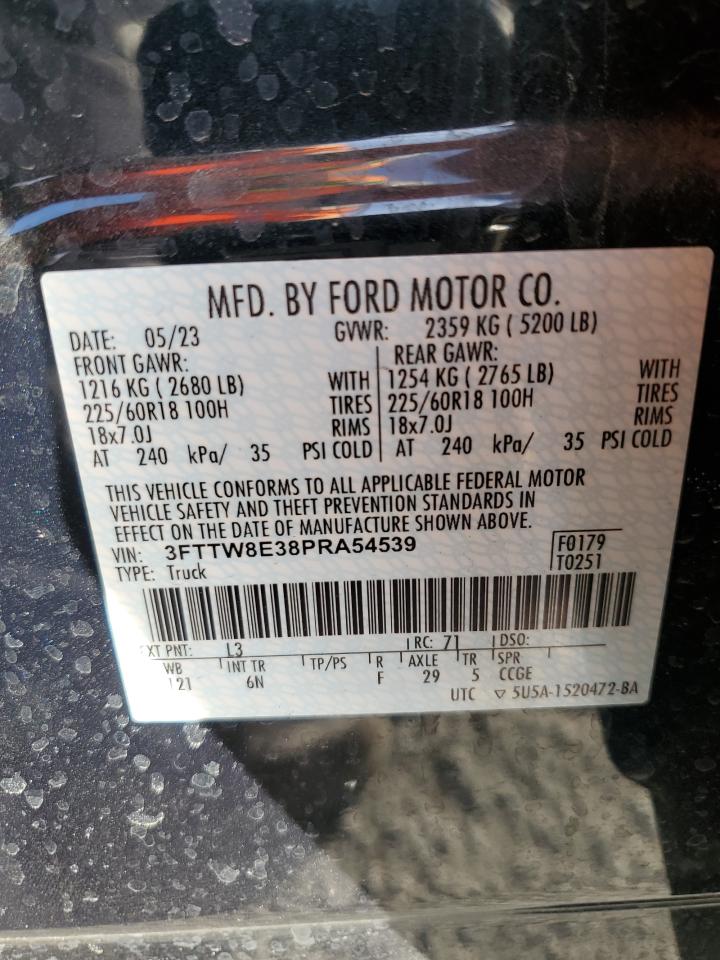 MFD. BY FORD MOTOR CO.
DATE: 05/23 GVWR: 2359 KG ( 5200 LB)
FRONT GAWR: REAR GAWR:
1216 KG ( 2680 LB) WITH 1254 KG ( 2765 LB) WITH
225/60R18 100H TIRES 225/60R18 100H TIRES
18x7.0J RIMS 18x7.0J RIMS
AT 240 kPa/ 35 PSI COLD AT 240 kPa/ 35 PSI COLD
THIS VEHICLE CONFORMS TO ALL APPLICABLE FEDERAL MOTOR
VEHICLE SAFETY AND THEFT PREVENTION STANDARDS IN
EFFECT ON THE DATE OF MANUFACTURE SHOWN ABOVE.
VIN: 3FTTW8E38PRA54539 F0179
TYPE: Truck T0251
EXT PNT: L3 RC: 71 DSO:
WB INT TR TP/PS R AXLE TR SPR
121 6N F 29 5 CCGE
UTC ▽ 5U5A-1520472-BA